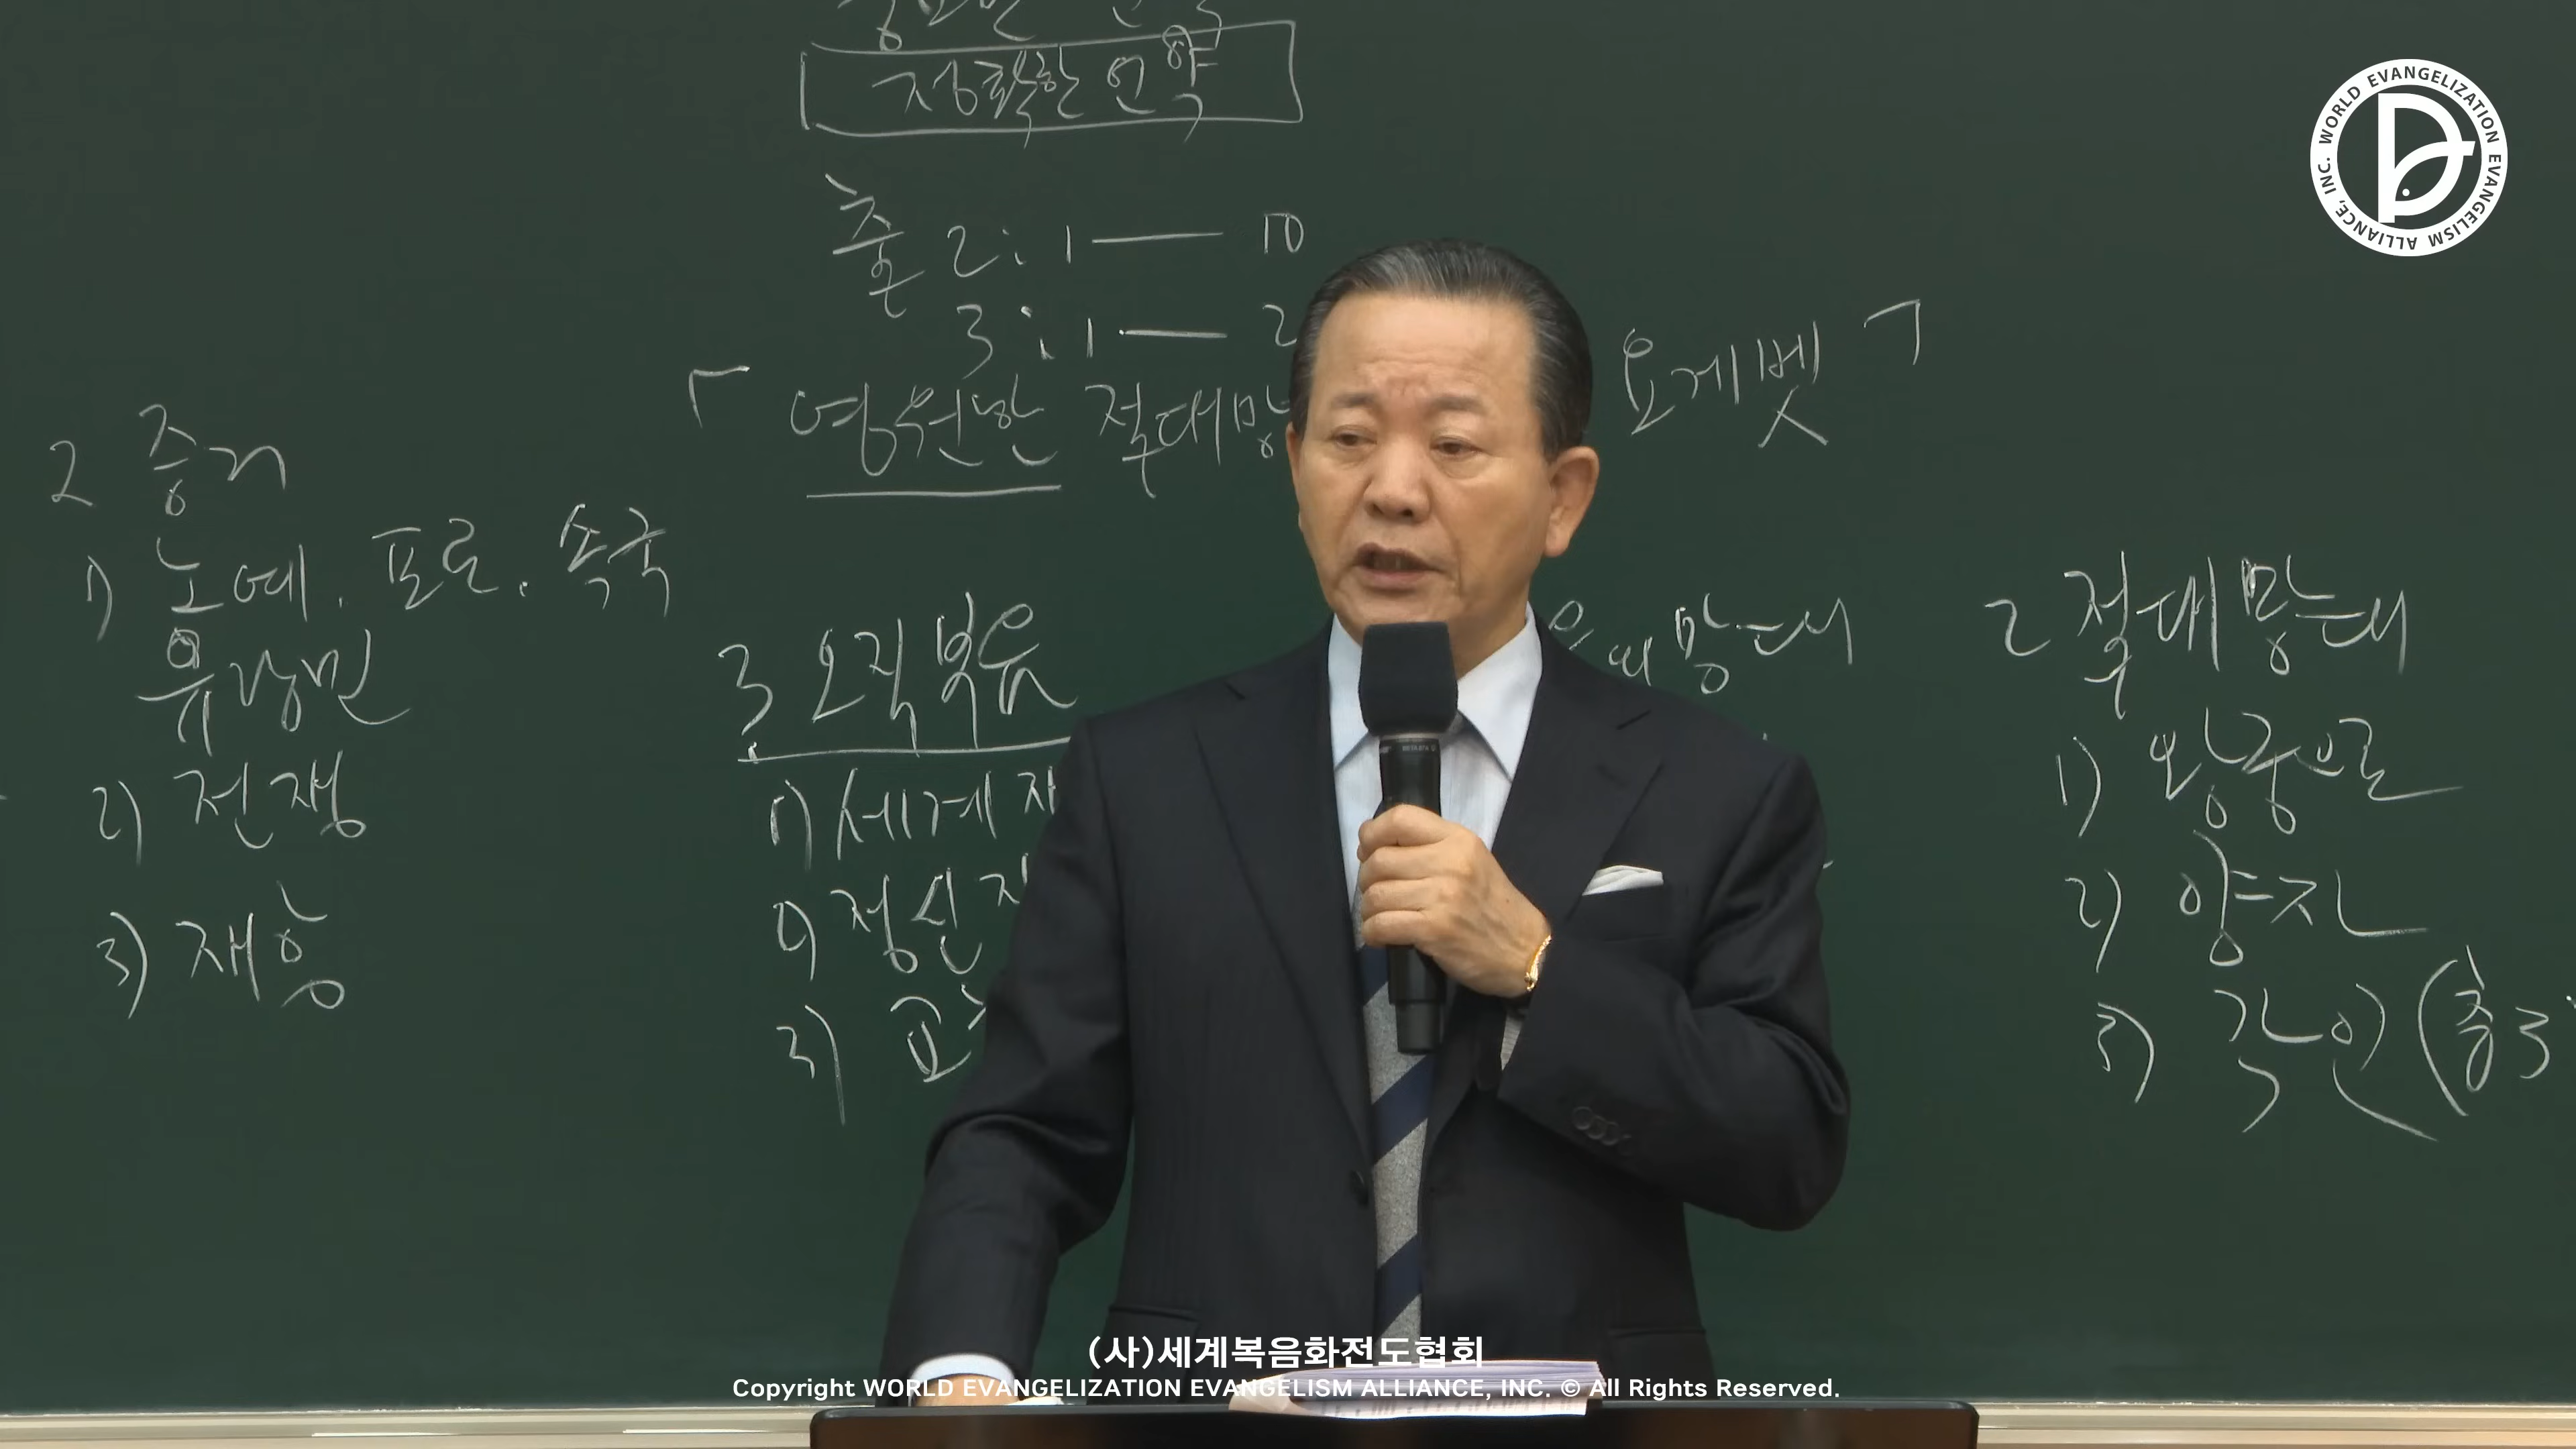 정확한 언약
출 2:1 — 10
3:1 — 2
「 영원한 절대망 요게벳 」
2 증거
1) 노예. 포로. 속국
유랑민
2) 전쟁
3) 재앙
3 오직복음
1) 세계
2) 정신
3)
망대
2 절대망대
1) 왕궁으로
2) 양
3) 각인 (출 3
WORLD EVANGELIZATION EVANGELISM ALLIANCE, INC.
(사)세계복음화전도협회
Copyright WORLD EVANGELIZATION EVANGELISM ALLIANCE, INC. © All Rights Reserved.